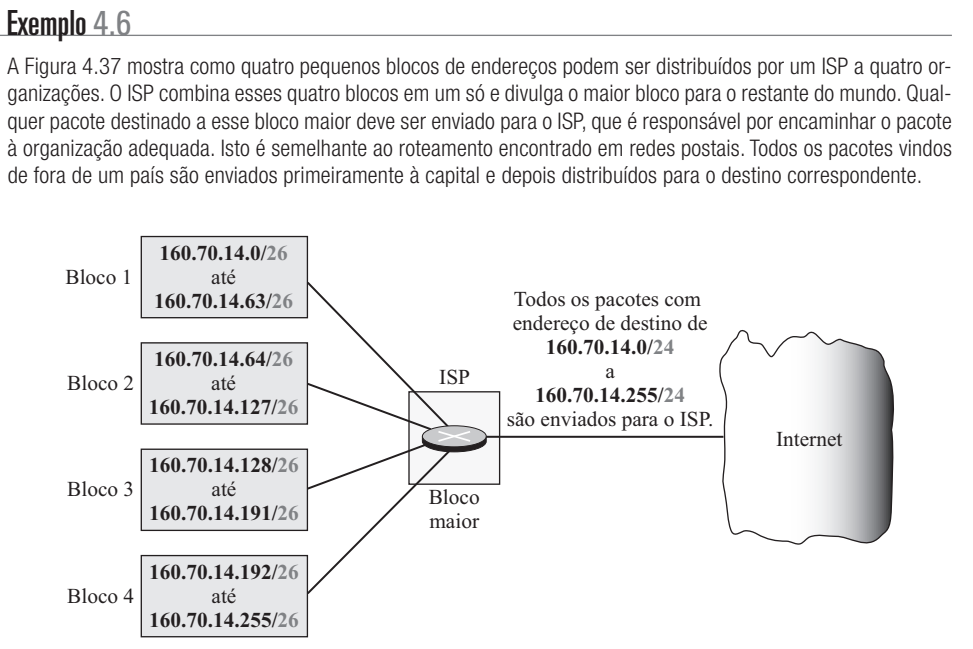 Exemplo 4.6
A Figura 4.37 mostra como quatro pequenos blocos de endereços podem ser distribuídos por um ISP a quatro or-
ganizações. O ISP combina esses quatro blocos em um só e divulga o maior bloco para o restante do mundo. Qual-
quer pacote destinado a esse bloco maior deve ser enviado para o ISP, que é responsável por encaminhar o pacote
à organização adequada. Isto é semelhante ao roteamento encontrado em redes postais. Todos os pacotes vindos
de fora de um país são enviados primeiramente à capital e depois distribuídos para o destino correspondente.
Bloco 1
160.70.14.0/26
até
160.70.14.63/26
Bloco 2
160.70.14.64/26
até
160.70.14.127/26
Bloco 3
160.70.14.128/26
até
160.70.14.191/26
Bloco 4
160.70.14.192/26
até
160.70.14.255/26
ISP
Bloco
maior
Todos os pacotes com
endereço de destino de
160.70.14.0/24
a
160.70.14.255/24
são enviados para o ISP.
Internet